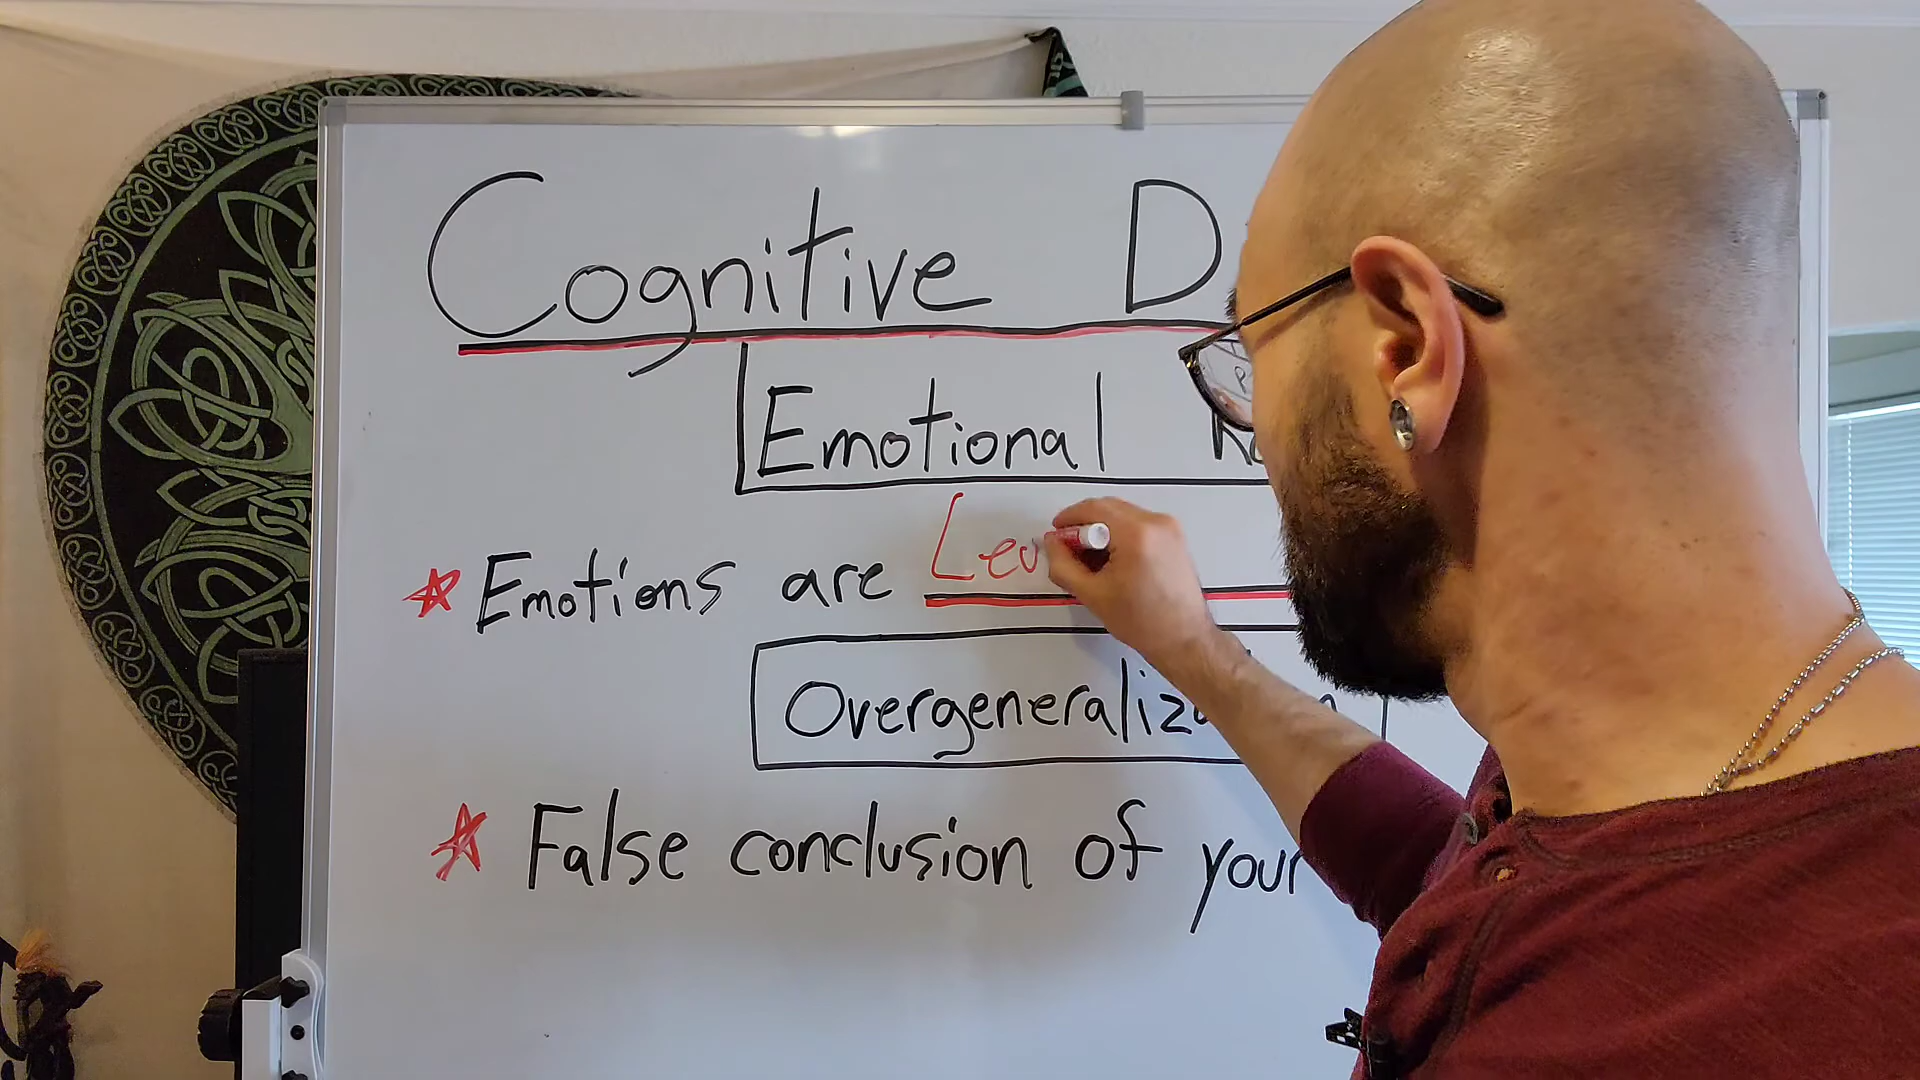 Cognitive D
Emotional
Emotions are Lev
Overgeneraliz
False conclusion of your